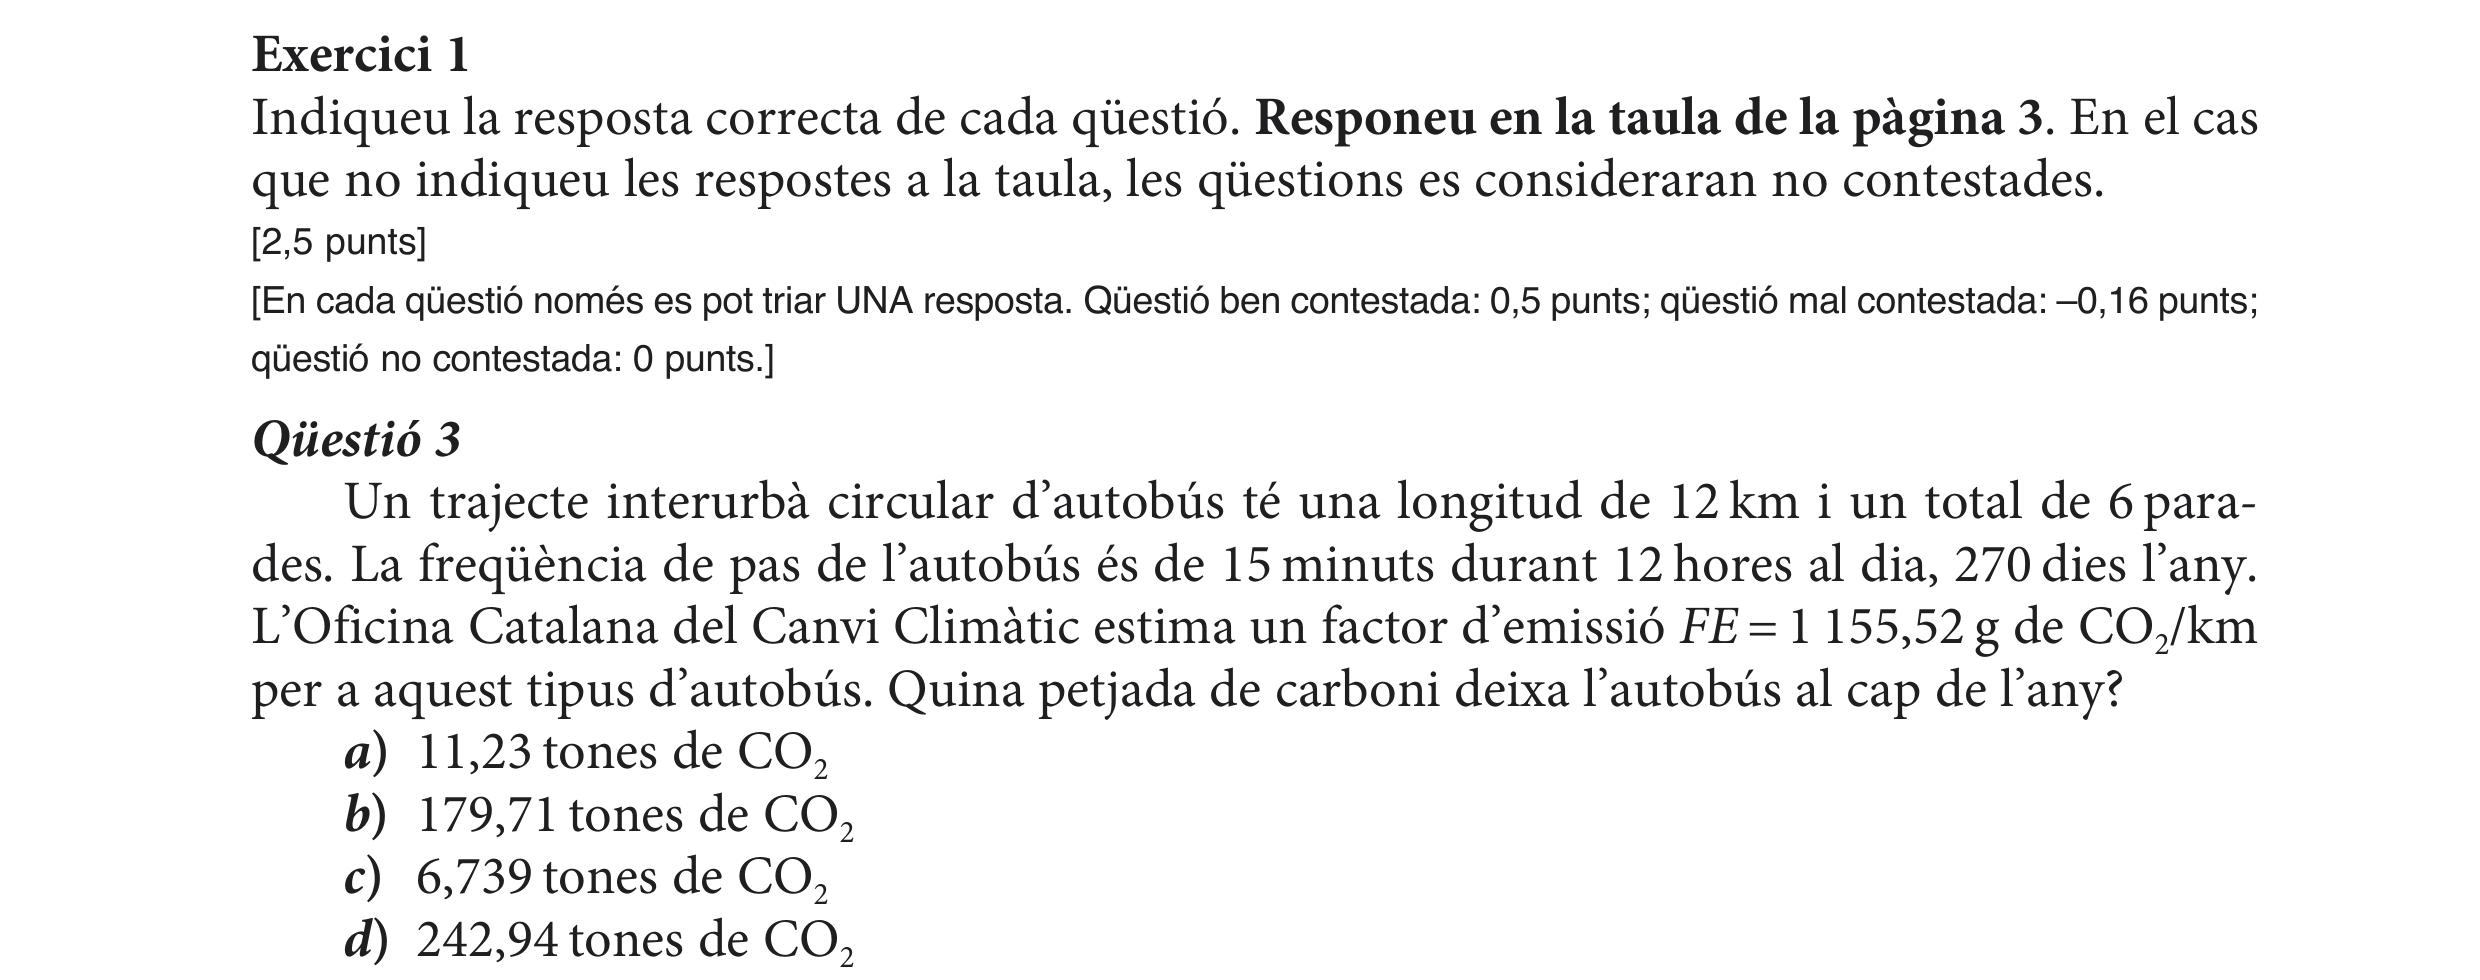 Exercici 1
Indiqueu la resposta correcta de cada qüestió. Responeu en la taula de la pàgina 3. En el cas
que no indiqueu les respostes a la taula, les qüestions es consideraran no contestades.
[2,5 punts]
[En cada qüestió només es pot triar UNA resposta. Qüestió ben contestada: 0,5 punts; qüestió mal contestada: –0,16 punts;
qüestió no contestada: 0 punts.]
Qüestió 3
Un trajecte interurbà circular d’autobús té una longitud de 12 km i un total de 6 para-
des. La freqüència de pas de l’autobús és de 15 minuts durant 12 hores al dia, 270 dies l’any.
L’Oficina Catalana del Canvi Climàtic estima un factor d’emissió FE = 1 155,52 g de CO₂/km
per a aquest tipus d’autobús. Quina petjada de carboni deixa l’autobús al cap de l’any?
a) 11,23 tones de CO₂
b) 179,71 tones de CO₂
c) 6,739 tones de CO₂
d) 242,94 tones de CO₂